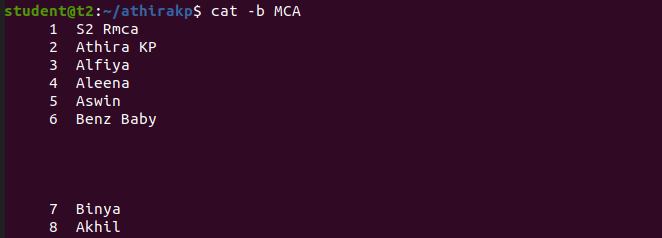 student@t2:~/athirakp$ cat -b MCA
1 S2 Rmca
2 Athira KP
3 Alfiya
4 Aleena
5 Aswin
6 Benz Baby
7 Binya
8 Akhil